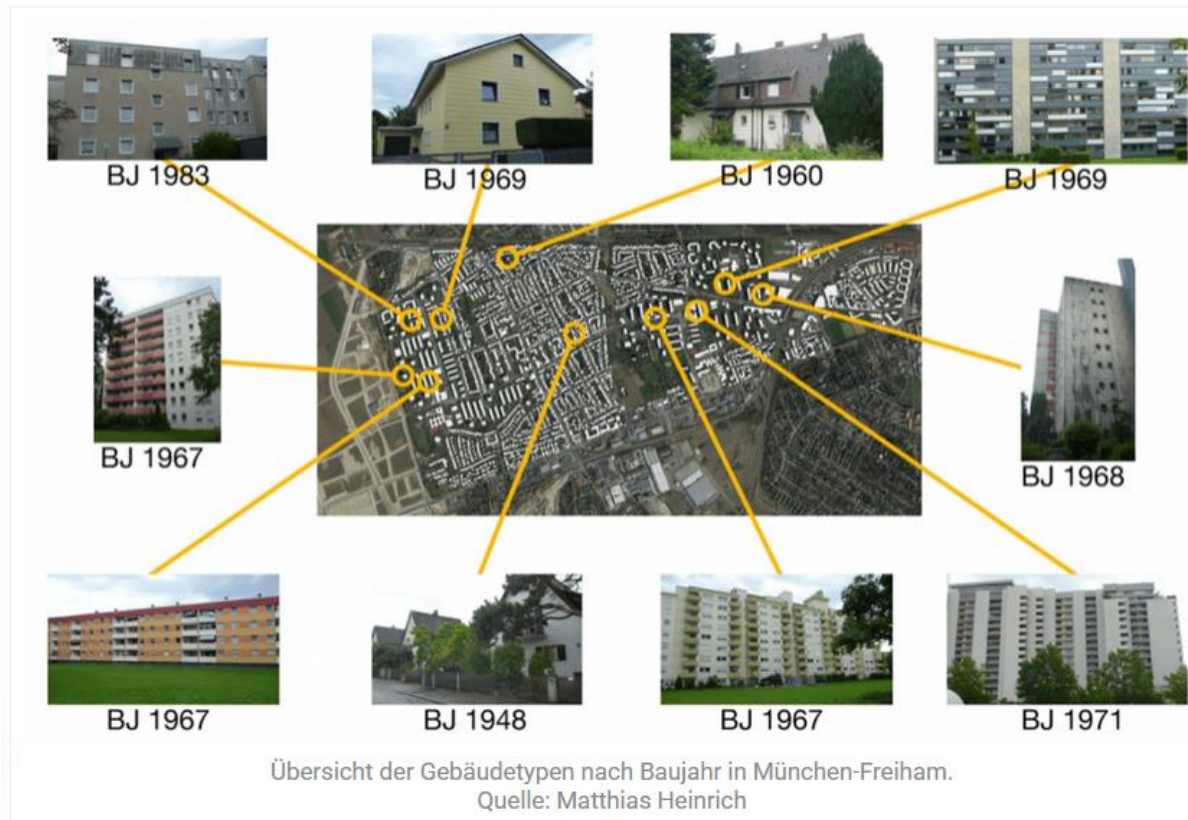 BJ 1983
BJ 1969
BJ 1960
BJ 1969
BJ 1967
BJ 1968
BJ 1967
BJ 1948
BJ 1967
BJ 1971
Übersicht der Gebäudetypen nach Baujahr in München-Freiham.
Quelle: Matthias Heinrich